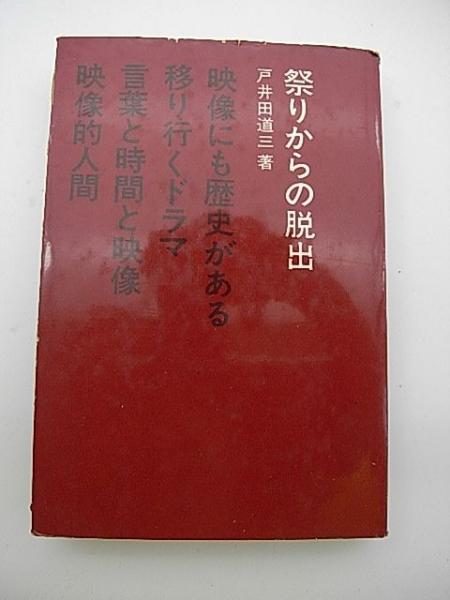 祭りからの脱出
戸井田道三 著
映像にも歴史がある
移り行くドラマ
言葉と時間と映像
映像的人間